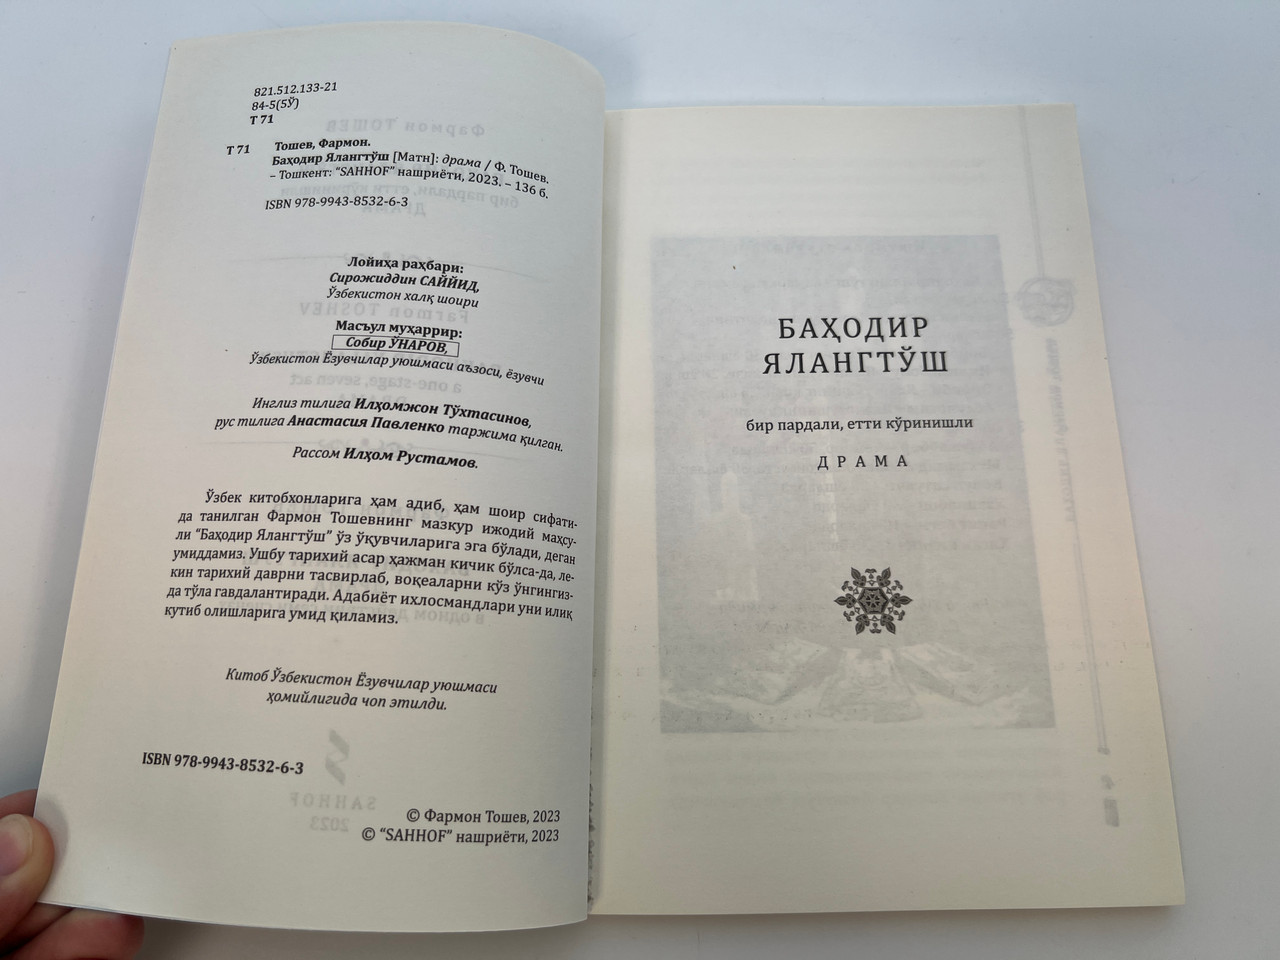 821.512.133-21
84-5(5Ў)
Т 71
Т 71 Тошев, Фармон.
Баҳодир Ялангтўш [Матн]: драма / Ф. Тошев.
– Тошкент: “SAHHOF” нашриёти, 2023. – 136 б.
ISBN 978-9943-8532-6-3
Лойиҳа раҳбари:
Сирожиддин САЙЙИД,
Ўзбекистон халқ шоири
Масъул муҳаррир:
Собир ЎНАРОВ,
Ўзбекистон Ёзувчилар уюшмаси аъзоси, ёзувчи
Инглиз тилига Илҳомжон Тўхтасинов,
рус тилига Анастасия Павленко таржима қилган.
Рассом Илҳом Рустамов.
Ўзбек китобхонларига ҳам адиб, ҳам шоир сифати-
да танилган Фармон Тошевнинг мазкур ижодий маҳсу-
ли “Баҳодир Ялангтўш” ўз ўқувчиларига эга бўлади, деган
умиддамиз. Ушбу тарихий асар ҳажман кичик бўлса-да, ле-
кин тарихий даврни тасвирлаб, воқеаларни кўз ўнгингиз-
да тўла гавдалантиради. Адабиёт ихлосмандлари уни илиқ
кутиб олишларига умид қиламиз.
Китоб Ўзбекистон Ёзувчилар уюшмаси
ҳомийлигида чоп этилди.
ISBN 978-9943-8532-6-3
© Фармон Тошев, 2023
© “SAHHOF” нашриёти, 2023
БАҲОДИР
ЯЛАНГТЎШ
бир пардали, етти кўринишли
ДРАМА